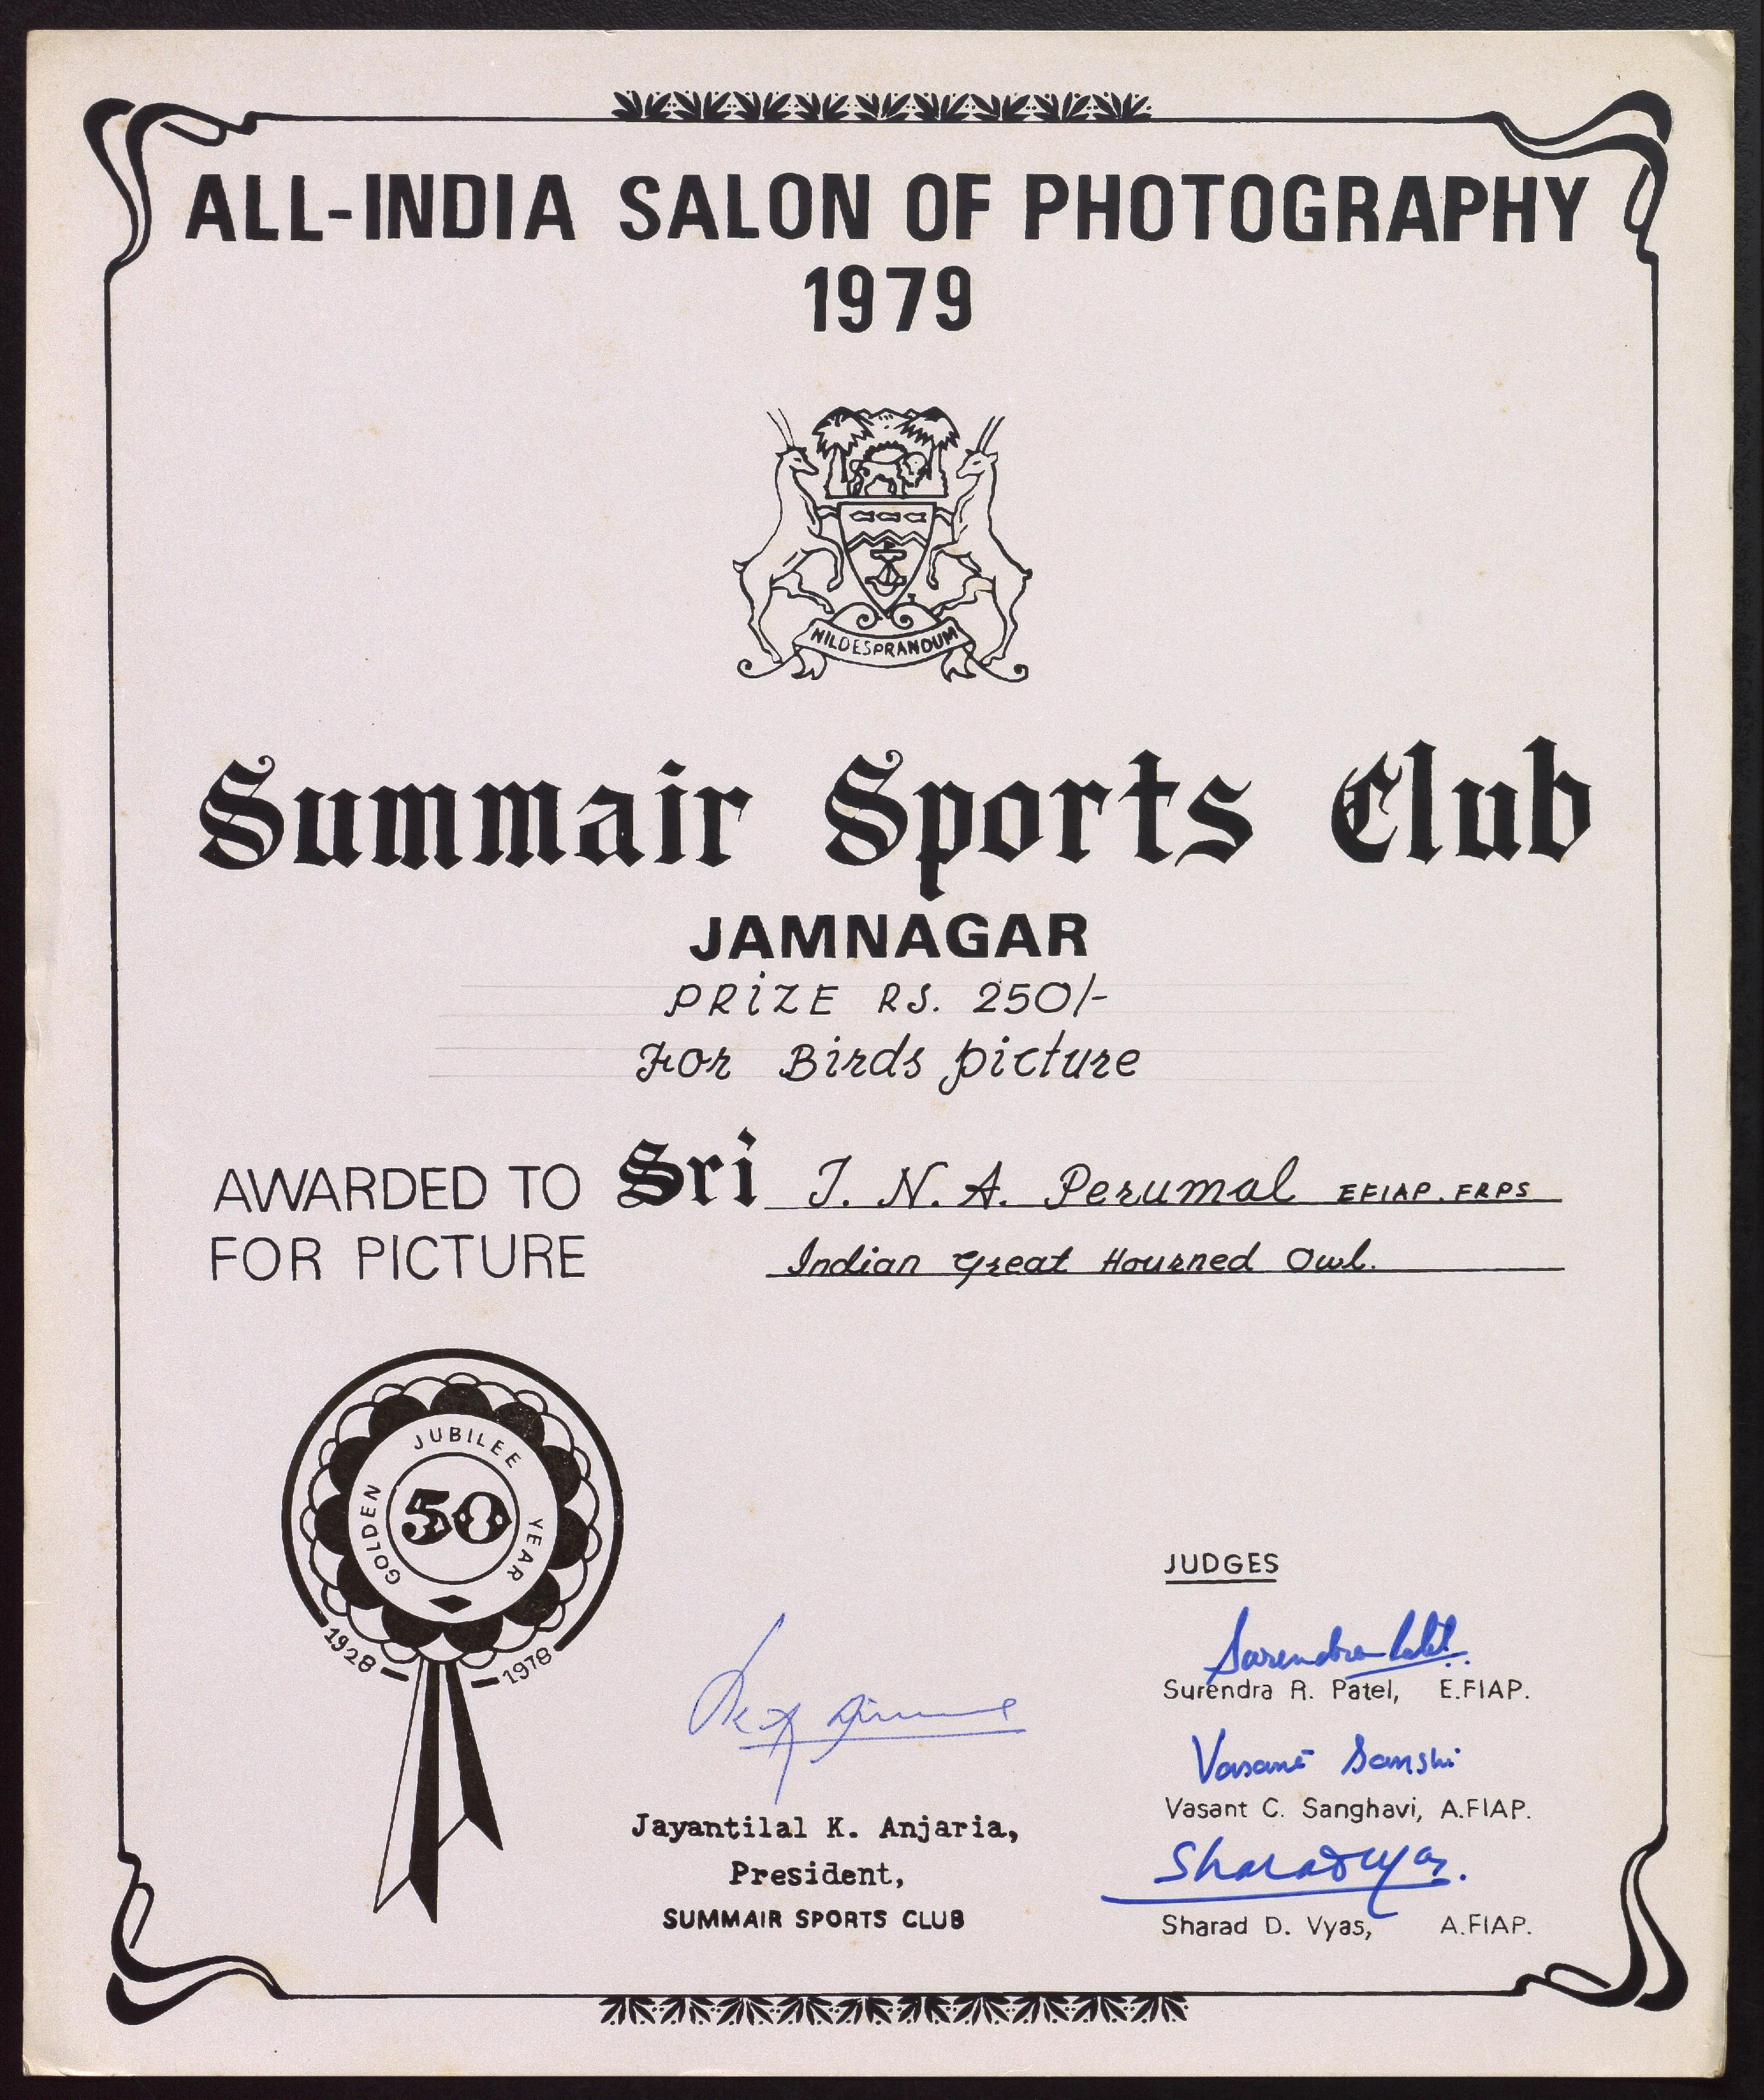 ALL-INDIA SALON OF PHOTOGRAPHY
1979
NILDESPRANDUM
Summair Sports Club
JAMNAGAR
PRIZE RS. 250/-
For Birds picture
AWARDED TO Sri T. N. A. Perumal EFIAP. FRPS
FOR PICTURE Indian Great Hourned Owl.
GOLDEN JUBILEE YEAR
50
1928 - 1978
JUDGES
Surendra R. Patel, E.FIAP.
Vasant C. Sanghavi, A.FIAP.
Sharad D. Vyas, A.FIAP.
Jayantilal K. Anjaria,
President,
SUMMAIR SPORTS CLUB